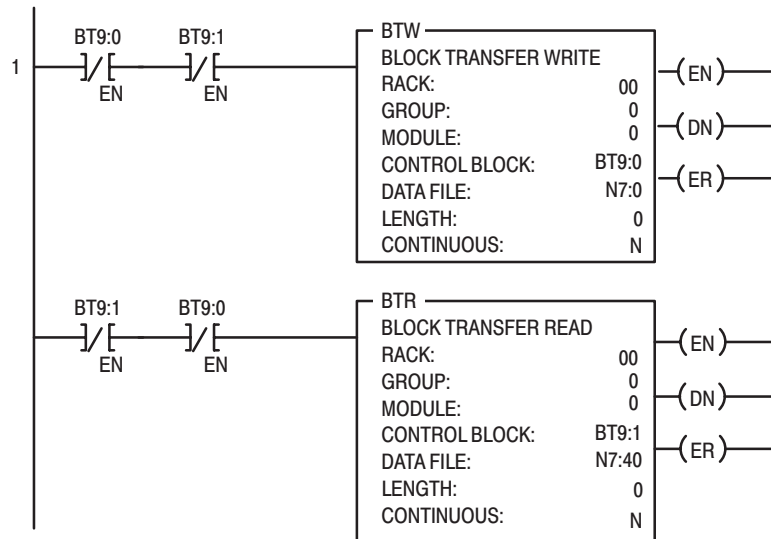 BT9:0 BT9:1
1
EN EN
BTW
BLOCK TRANSFER WRITE
RACK: 00
GROUP: 0
MODULE: 0
CONTROL BLOCK: BT9:0
DATA FILE: N7:0
LENGTH: 0
CONTINUOUS: N
EN
DN
ER
BT9:1 BT9:0
EN EN
BTR
BLOCK TRANSFER READ
RACK: 00
GROUP: 0
MODULE: 0
CONTROL BLOCK: BT9:1
DATA FILE: N7:40
LENGTH: 0
CONTINUOUS: N
EN
DN
ER